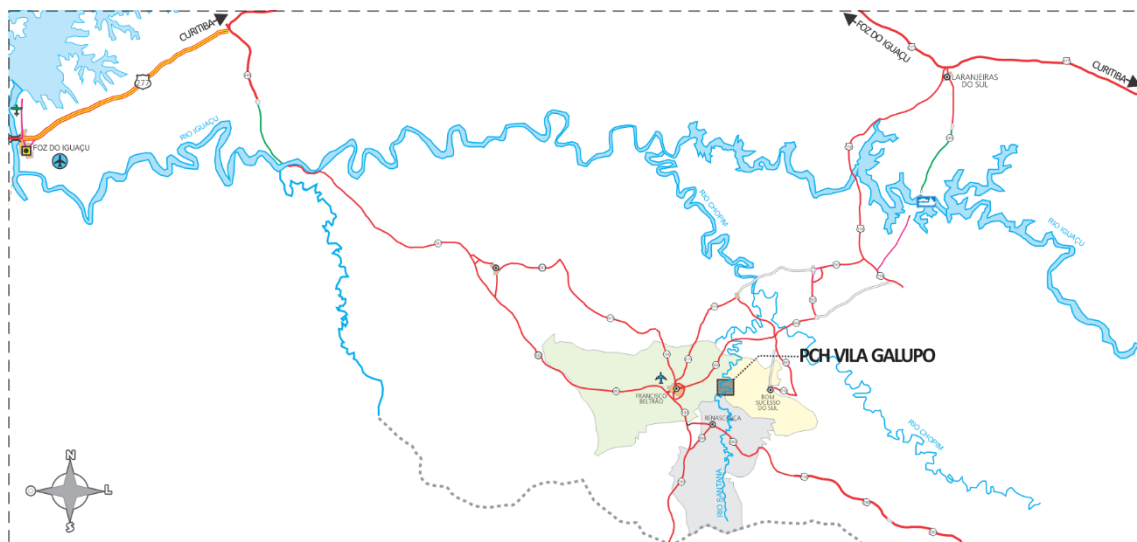 CURITIBA
277
FOZ DO IGUAÇU
RIO IGUAÇU
FOZ DO IGUAÇU
CURITIBA
LARANJEIRAS
DO SUL
RIO CHOPIM
RIO IGUAÇU
PCH VILA GALUPO
FRANCISCO
BELTRÃO
BOM
SUCESSO
DO SUL
RENASCENÇA
RIO CHOPIM
RIO SANTANA
N
O
L
S